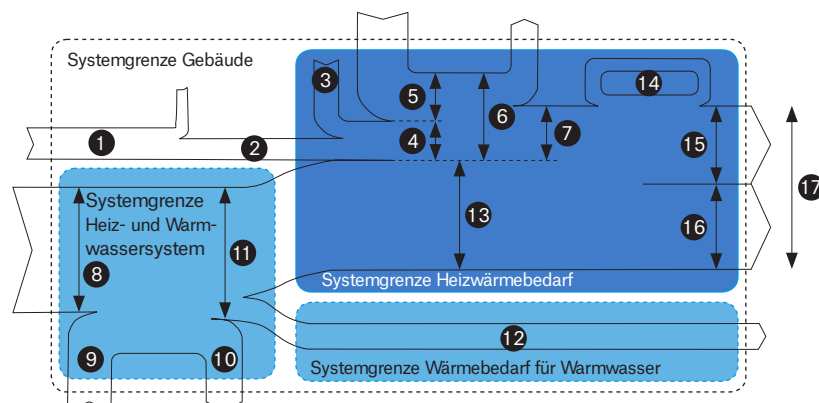 Systemgrenze Gebäude
3
14
5
6
1
2
4
7
15
17
Systemgrenze
Heiz- und Warm-
wassersystem
8
11
13
16
Systemgrenze Heizwärmebedarf
12
9
10
Systemgrenze Wärmebedarf für Warmwasser